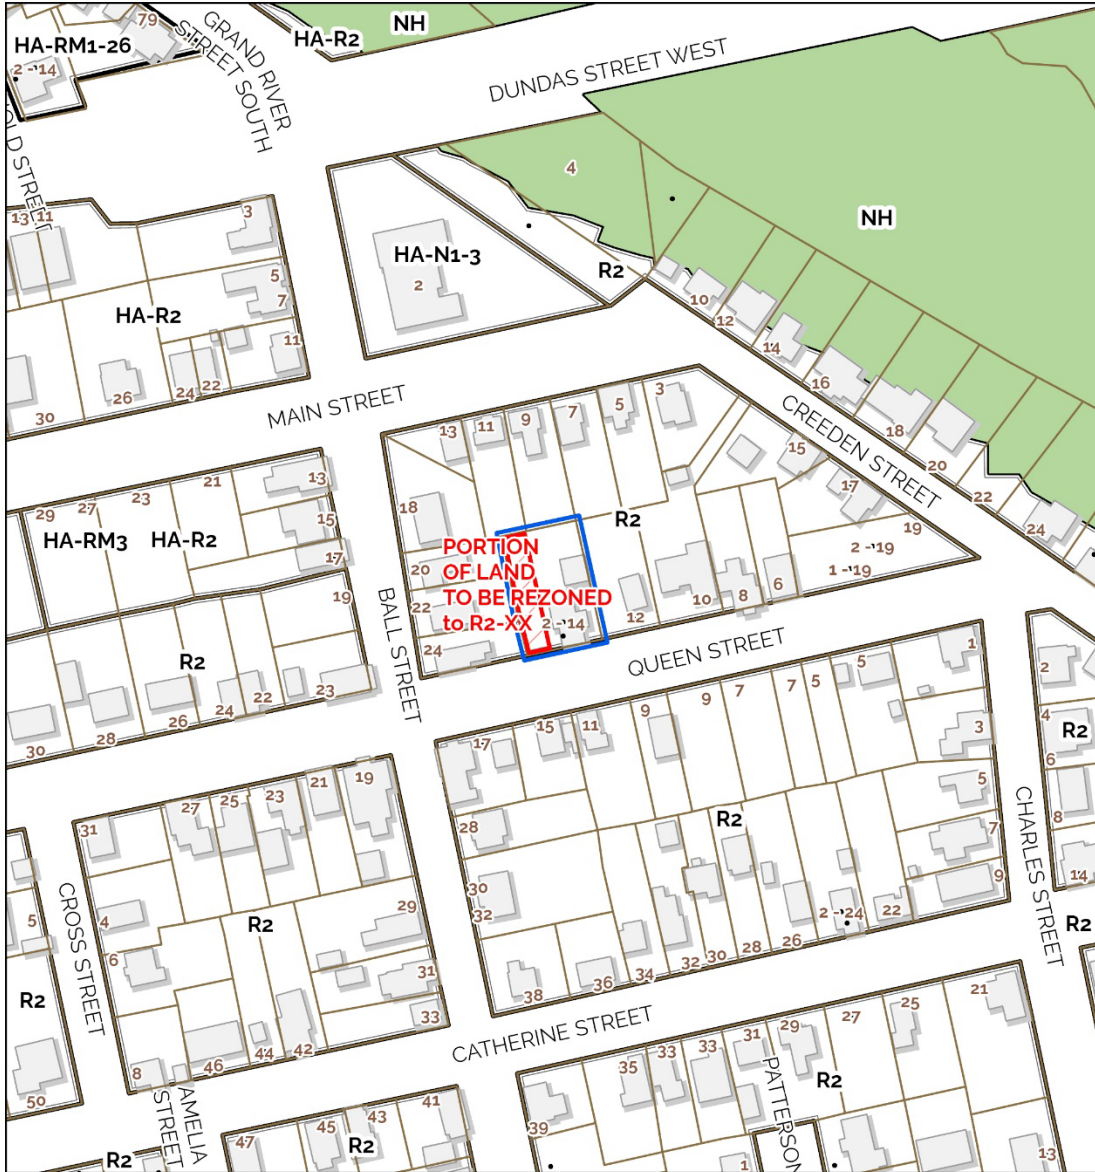 79
GRAND RIVER
STREET SOUTH
HA-R2
NH
HA-RM1-26
2 - 14
DUNDAS STREET WEST
4
NH
13
11
3
HA-N1-3
2
R2
5
7
HA-R2
11
10
12
14
16
18
20
22
24
30
26
24
22
MAIN STREET
CREEDEN STREET
13
11
9
7
5
3
15
17
19
2 - 19
1 - 19
29
27
23
21
13
15
17
19
HA-RM3
HA-R2
18
20
22
24
R2
PORTION
OF LAND
TO BE REZONED
to R2-XX
2 - 14
12
10
8
6
BALL STREET
QUEEN STREET
R2
30
28
26
24
22
23
17
15
11
9
9
7
7
5
5
1
3
5
7
9
2
4
R2
6
8
14
R2
CHARLES STREET
31
27
25
23
21
19
28
30
32
R2
38
36
34
32
30
28
26
2 - 24
22
CROSS STREET
5
R2
50
4
6
R2
29
31
33
8
46
44
42
AMELIA
STREET
CATHERINE STREET
39
35
33
33
31
29
27
25
21
R2
PATTERSON
1
13
R2
47
45
R2
43
41